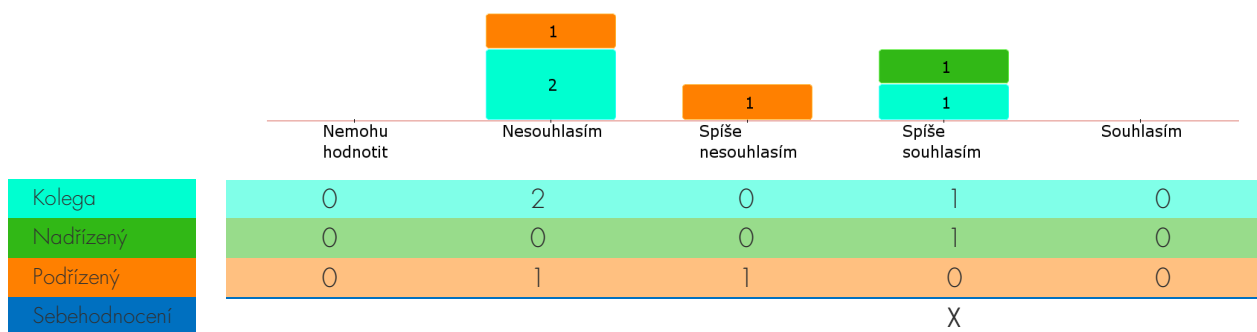 1
2
1
1
1
Nemohu hodnotit
Nesouhlasím
Spíše nesouhlasím
Spíše souhlasím
Souhlasím
Kolega 0 2 0 1 0
Nadřízený 0 0 0 1 0
Podřízený 0 1 1 0 0
Sebehodnocení X